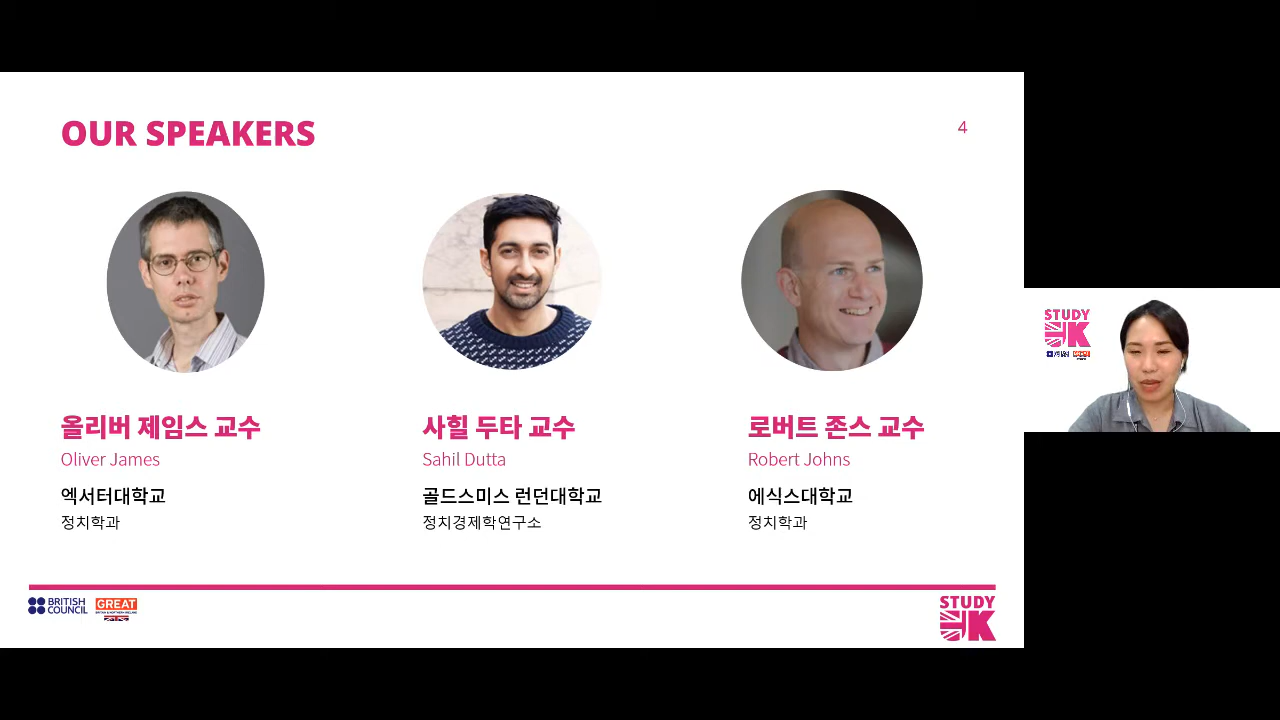 OUR SPEAKERS
4
올리버 제임스 교수
Oliver James
엑서터대학교
정치학과
사힐 두타 교수
Sahil Dutta
골드스미스 런던대학교
정치경제학연구소
로버트 존스 교수
Robert Johns
에식스대학교
정치학과
BRITISH
COUNCIL
GREAT
BRITAIN & NORTHERN IRELAND
STUDY
UK
STUDY
UK